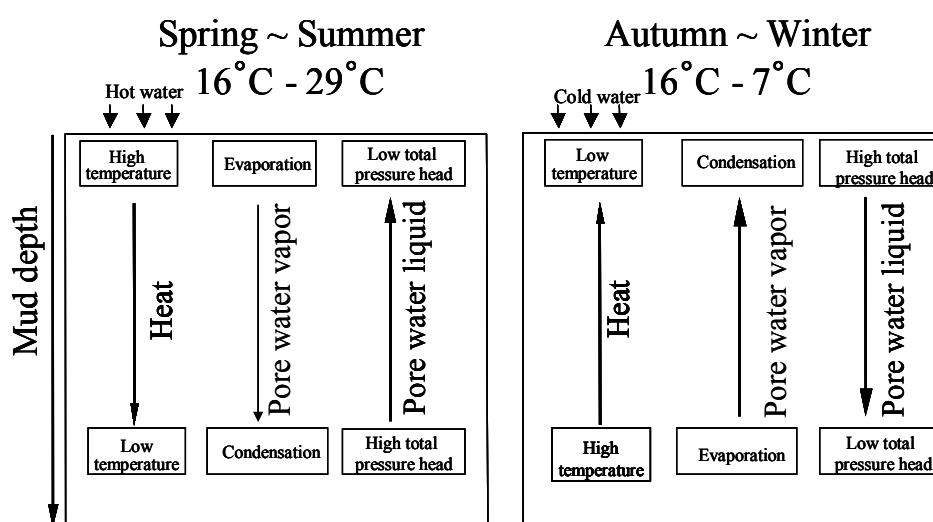 Spring ~ Summer
16°C - 29°C
Hot water
High
temperature
Evaporation
Low total
pressure head
Mud depth
Heat
Pore water vapor
Pore water liquid
Low
temperature
Condensation
High total
pressure head
Autumn ~ Winter
16°C - 7°C
Cold water
Low
temperature
Condensation
High total
pressure head
Heat
Pore water vapor
Pore water liquid
High
temperature
Evaporation
Low total
pressure head